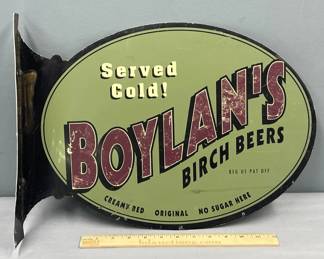 Served
Cold!
BOYLAN'S
BIRCH BEERS
REG US PAT OFF
CREAMY RED ORIGINAL NO SUGAR HERE